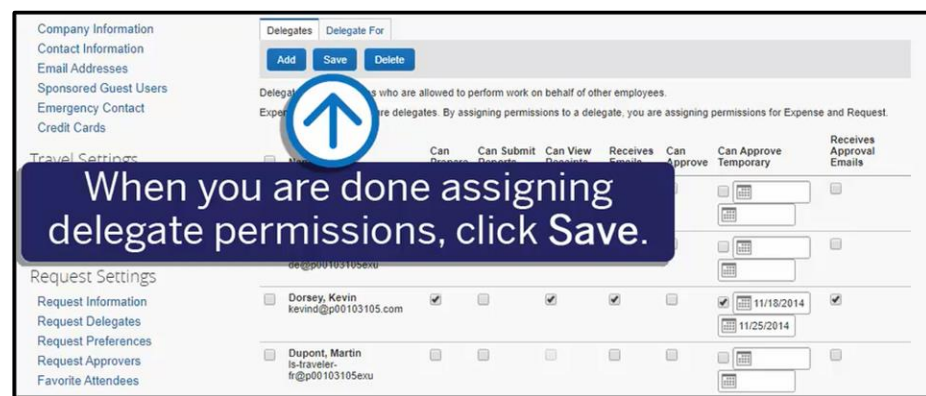 Company Information
Contact Information
Email Addresses
Sponsored Guest Users
Emergency Contact
Credit Cards
Travel Settings
Request Settings
Request Information
Request Delegates
Request Preferences
Request Approvers
Favorite Attendees
Delegates Delegate For
Add Save Delete
who are allowed to perform work on behalf of other employees.
delegates. By assigning permissions to a delegate, you are assigning permissions for Expense and Request.
Can Can Submit Can View Receives Can Can Approve Receives Approval Emails
Approve Temporary
When you are done assigning
delegate permissions, click Save.
de@p00103105exu
Dorsey, Kevin
kevind@p00103105.com
11/18/2014
11/25/2014
Dupont, Martin
ls-traveler-
fr@p00103105exu